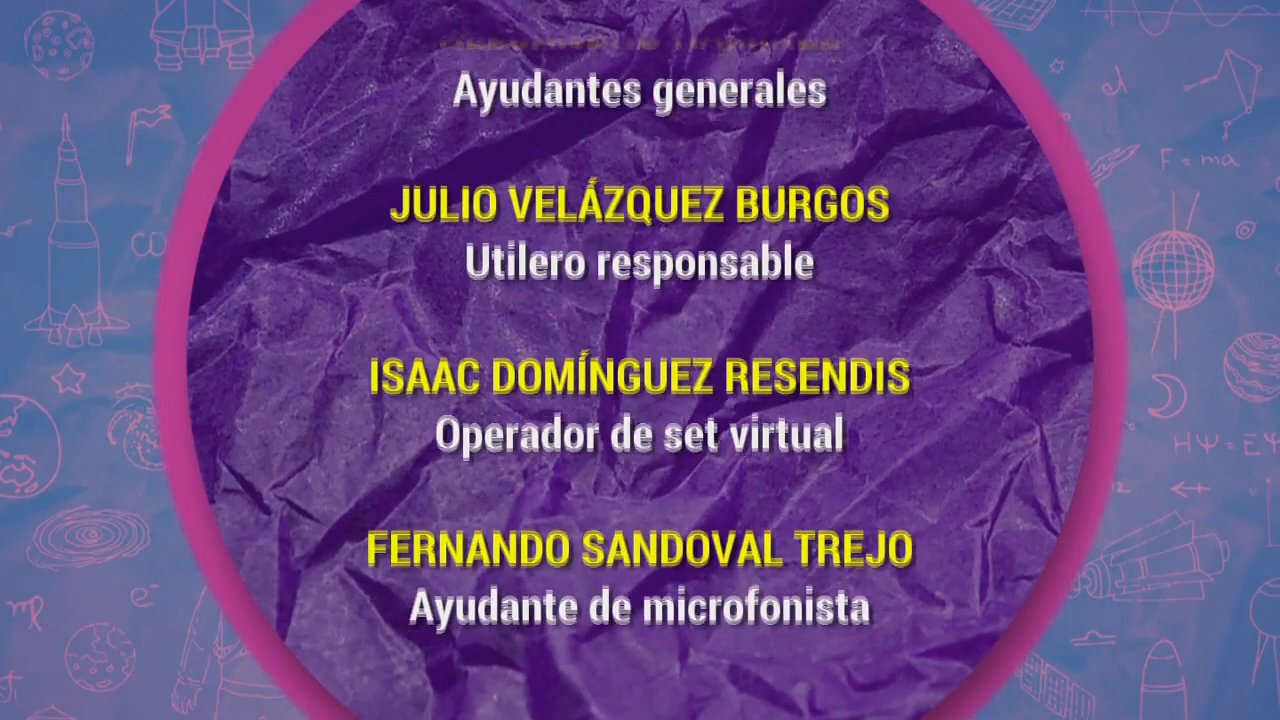 Ayudantes generales
JULIO VELÁZQUEZ BURGOS
Utilero responsable
ISAAC DOMÍNGUEZ RESENDIS
Operador de set virtual
FERNANDO SANDOVAL TREJO
Ayudante de microfonista
F = ma